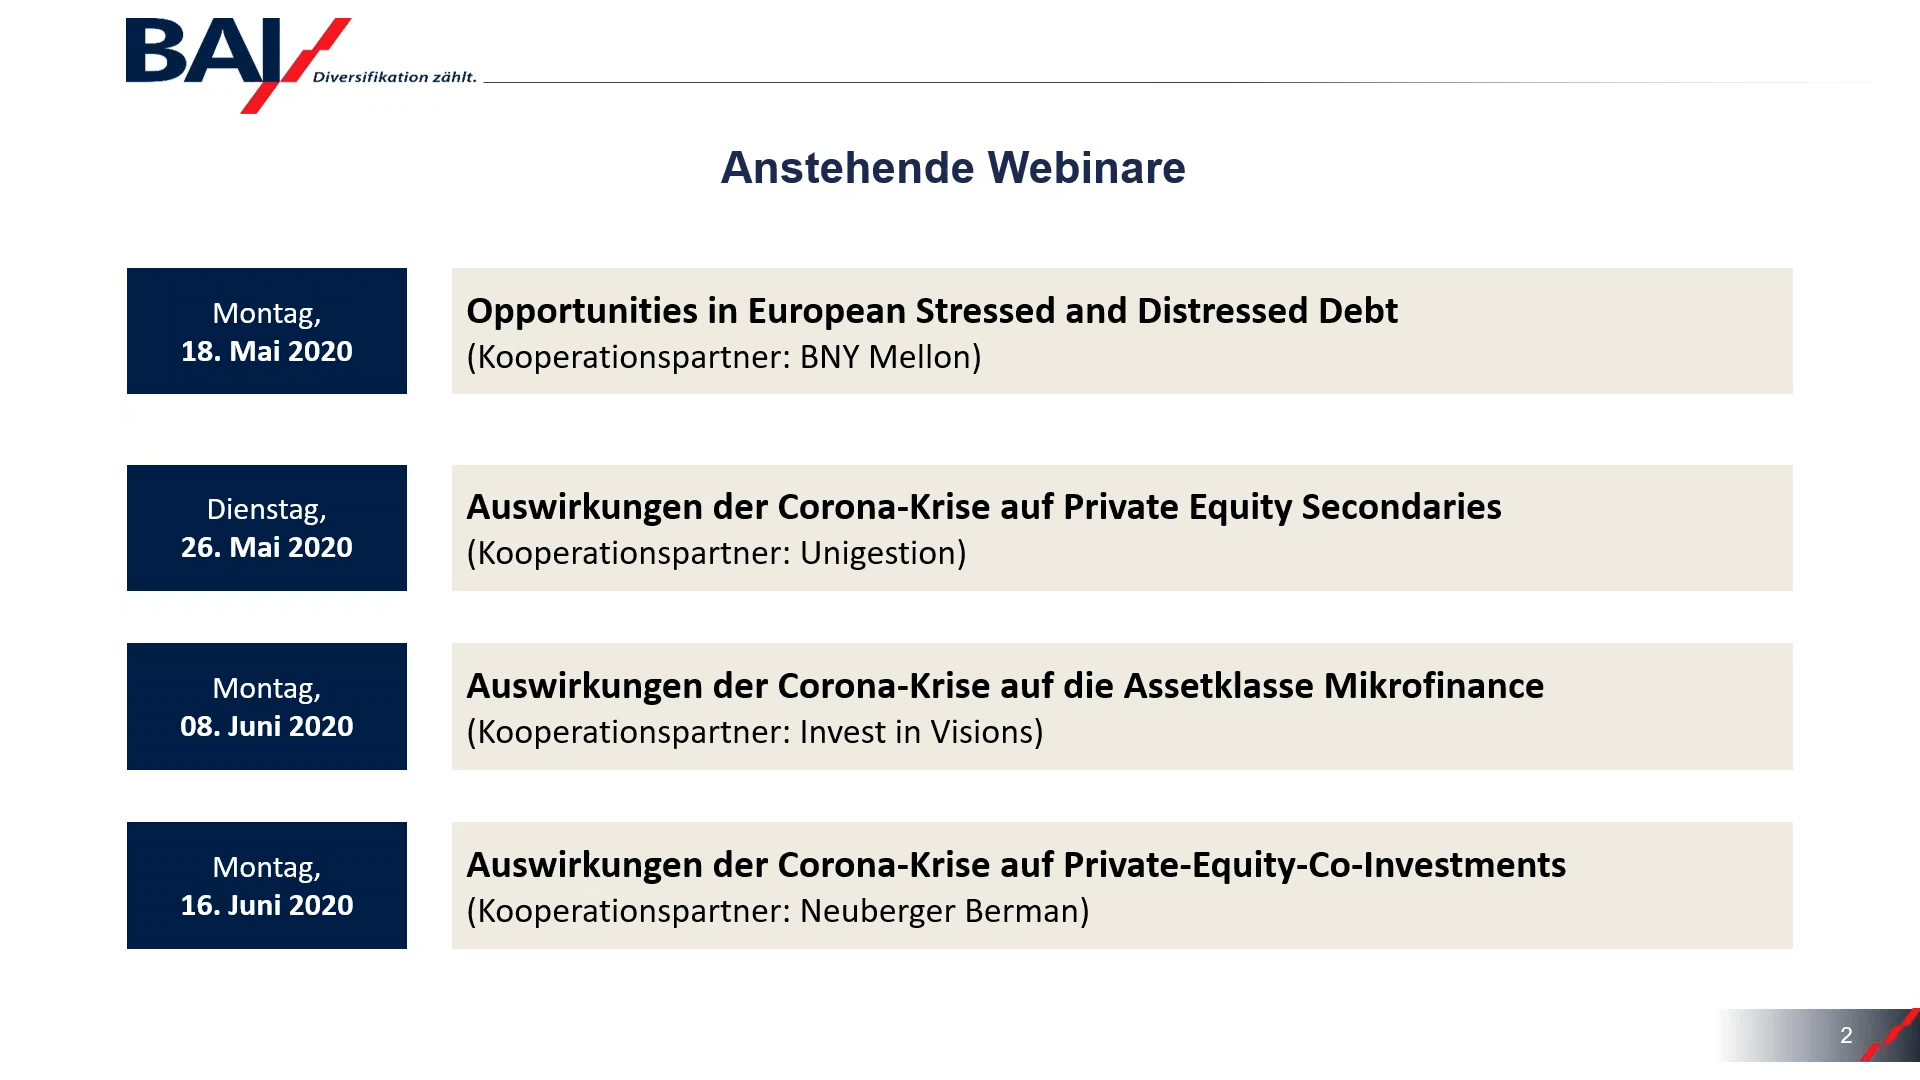 BAI
Diversifikation zählt.
Anstehende Webinare
Montag,
18. Mai 2020
Opportunities in European Stressed and Distressed Debt
(Kooperationspartner: BNY Mellon)
Dienstag,
26. Mai 2020
Auswirkungen der Corona-Krise auf Private Equity Secondaries
(Kooperationspartner: Unigestion)
Montag,
08. Juni 2020
Auswirkungen der Corona-Krise auf die Assetklasse Mikrofinance
(Kooperationspartner: Invest in Visions)
Montag,
16. Juni 2020
Auswirkungen der Corona-Krise auf Private-Equity-Co-Investments
(Kooperationspartner: Neuberger Berman)
2